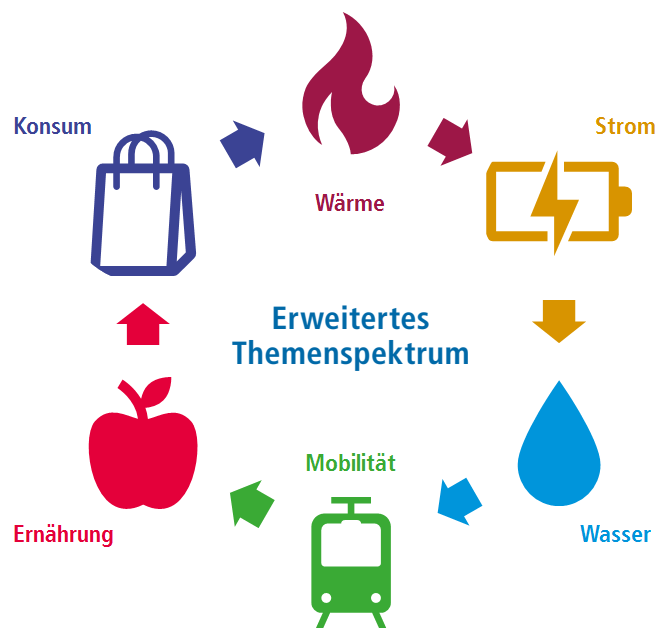 Konsum
Strom
Wärme
Erweitertes
Themenspektrum
Mobilität
Ernährung
Wasser